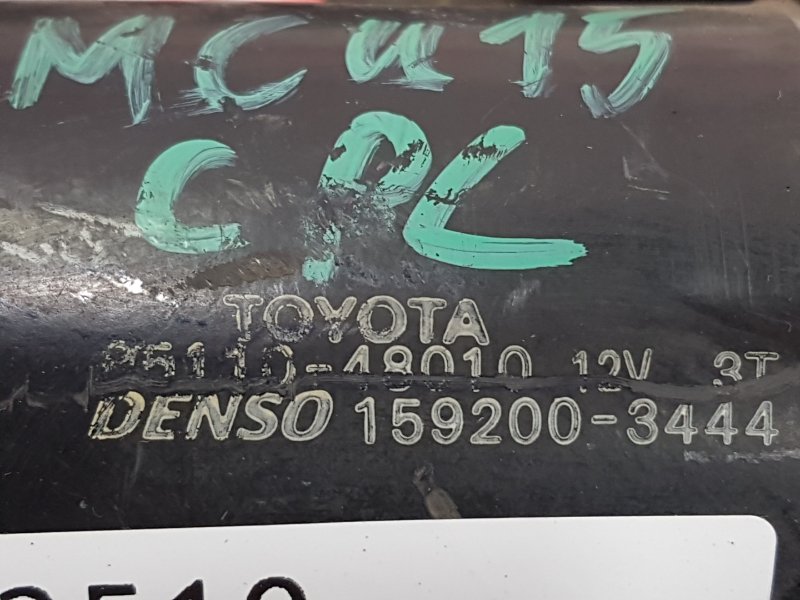 MCU15
CPL
TOYOTA
85110-48010 12V 3T
DENSO 159200-3444